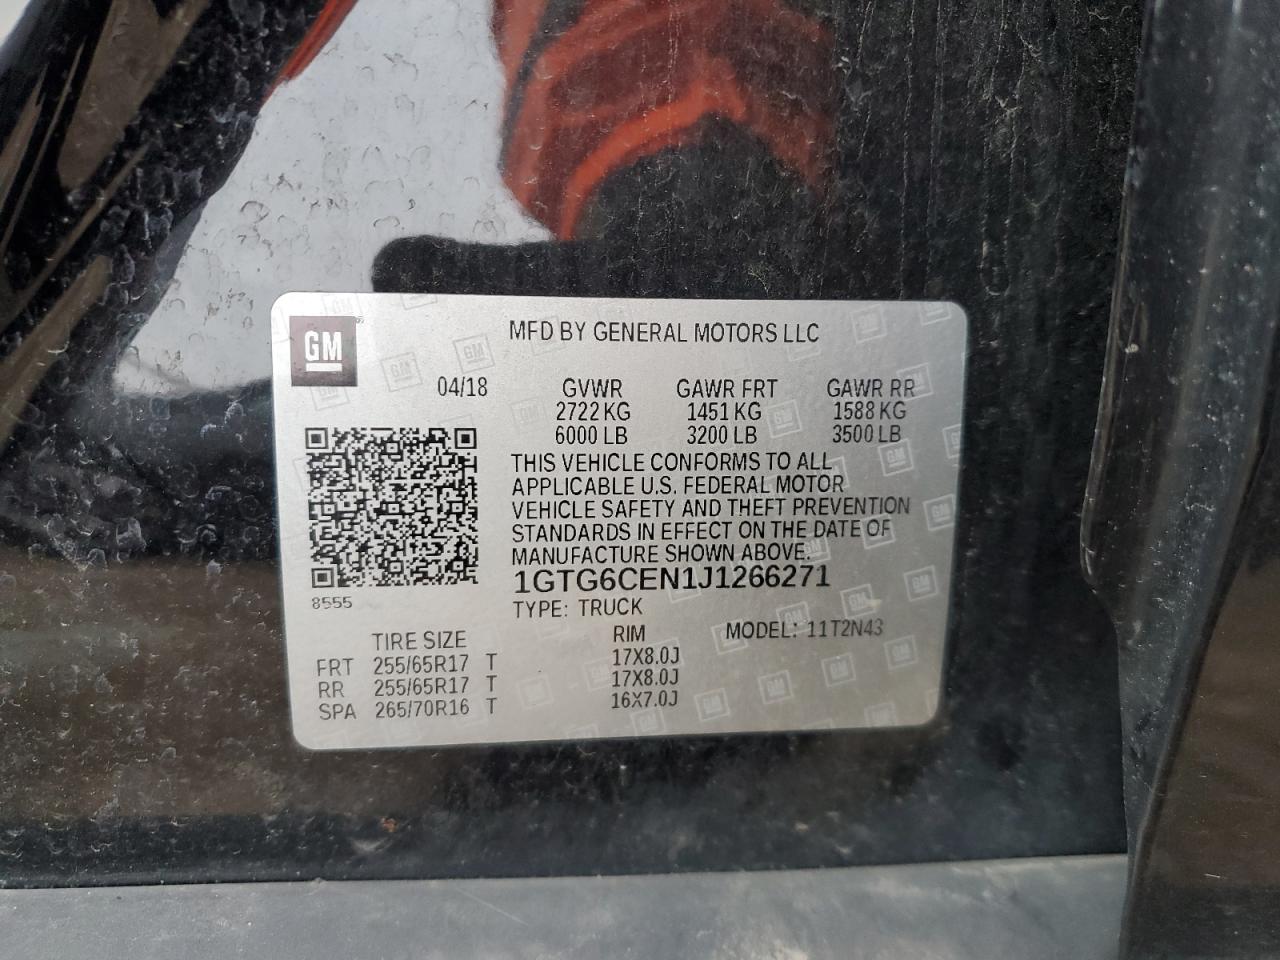 GM
MFD BY GENERAL MOTORS LLC
04/18 GVWR GAWR FRT GAWR RR
2722 KG 1451 KG 1588 KG
6000 LB 3200 LB 3500 LB
THIS VEHICLE CONFORMS TO ALL
APPLICABLE U.S. FEDERAL MOTOR
VEHICLE SAFETY AND THEFT PREVENTION
STANDARDS IN EFFECT ON THE DATE OF
MANUFACTURE SHOWN ABOVE.
1GTG6CEN1J1266271
8555
TYPE: TRUCK
TIRE SIZE RIM MODEL: 11T2N43
FRT 255/65R17 T 17X8.0J
RR 255/65R17 T 17X8.0J
SPA 265/70R16 T 16X7.0J